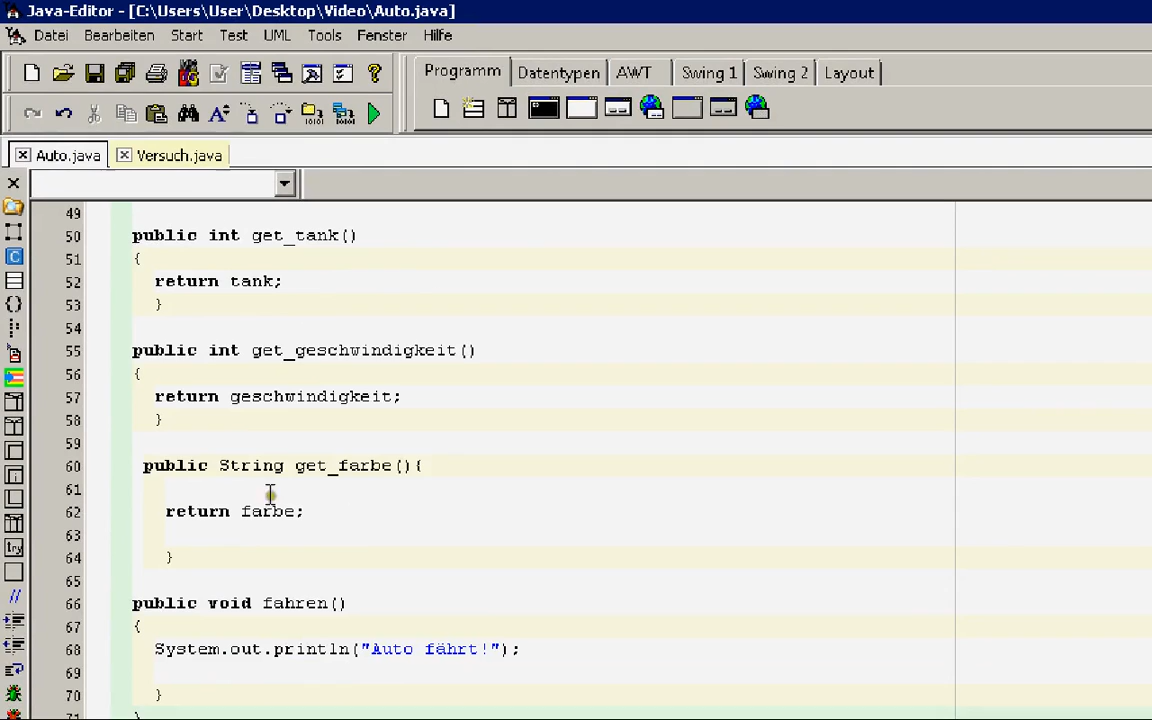 Java-Editor - [C:\Users\User\Desktop\Video\Auto.java]
Datei Bearbeiten Start Test UML Tools Fenster Hilfe
Programm Datentypen AWT Swing 1 Swing 2 Layout
Auto.java Versuch.java
49
50 public int get_tank()
51 {
52 return tank;
53 }
54
55 public int get_geschwindigkeit()
56 {
57 return geschwindigkeit;
58 }
59
60 public String get_farbe(){
61
62 return farbe;
63
64 }
65
66 public void fahren()
67 {
68 System.out.println("Auto fährt!");
69
70 }
71 }